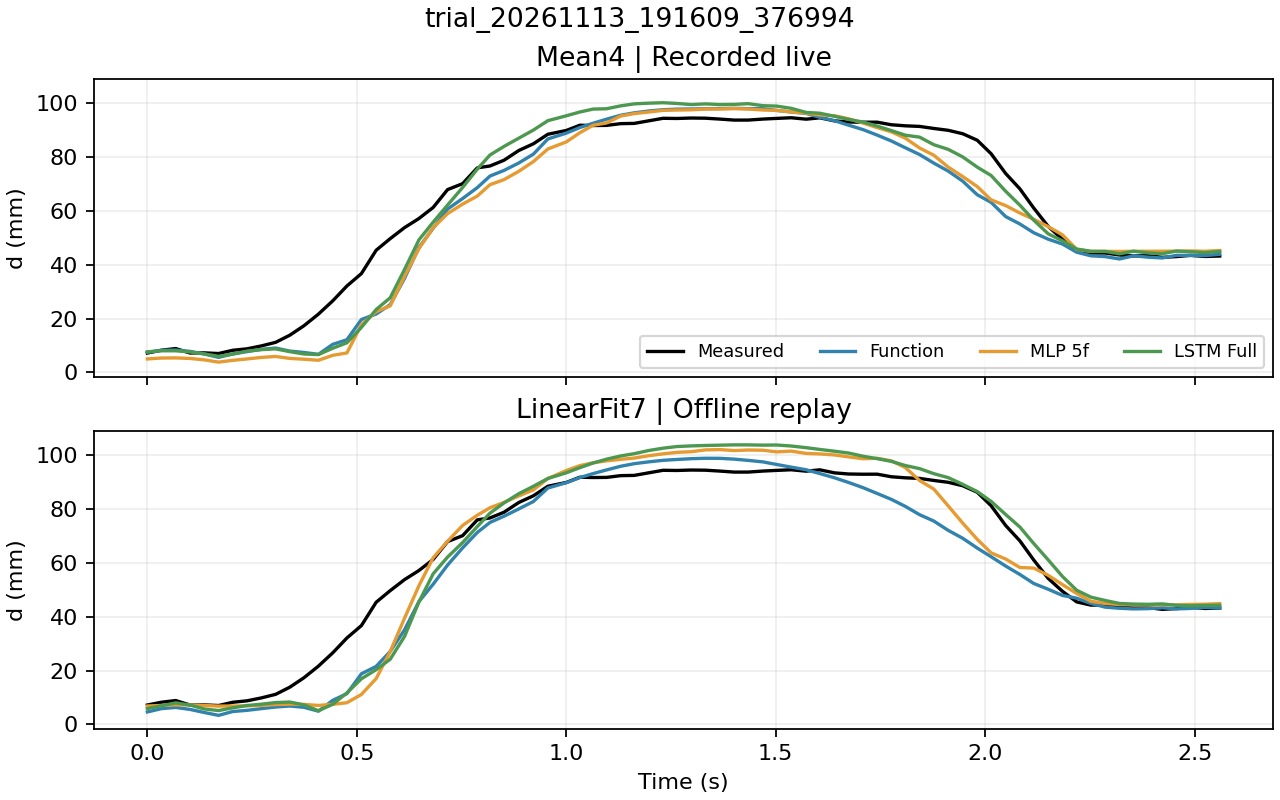 trial_20261113_191609_376994
Mean4 | Recorded live
100
80
60
40
20
0
d (mm)
Measured
Function
MLP 5f
LSTM Full
LinearFit7 | Offline replay
100
80
60
40
20
0
d (mm)
0.0
0.5
1.0
1.5
2.0
2.5
Time (s)